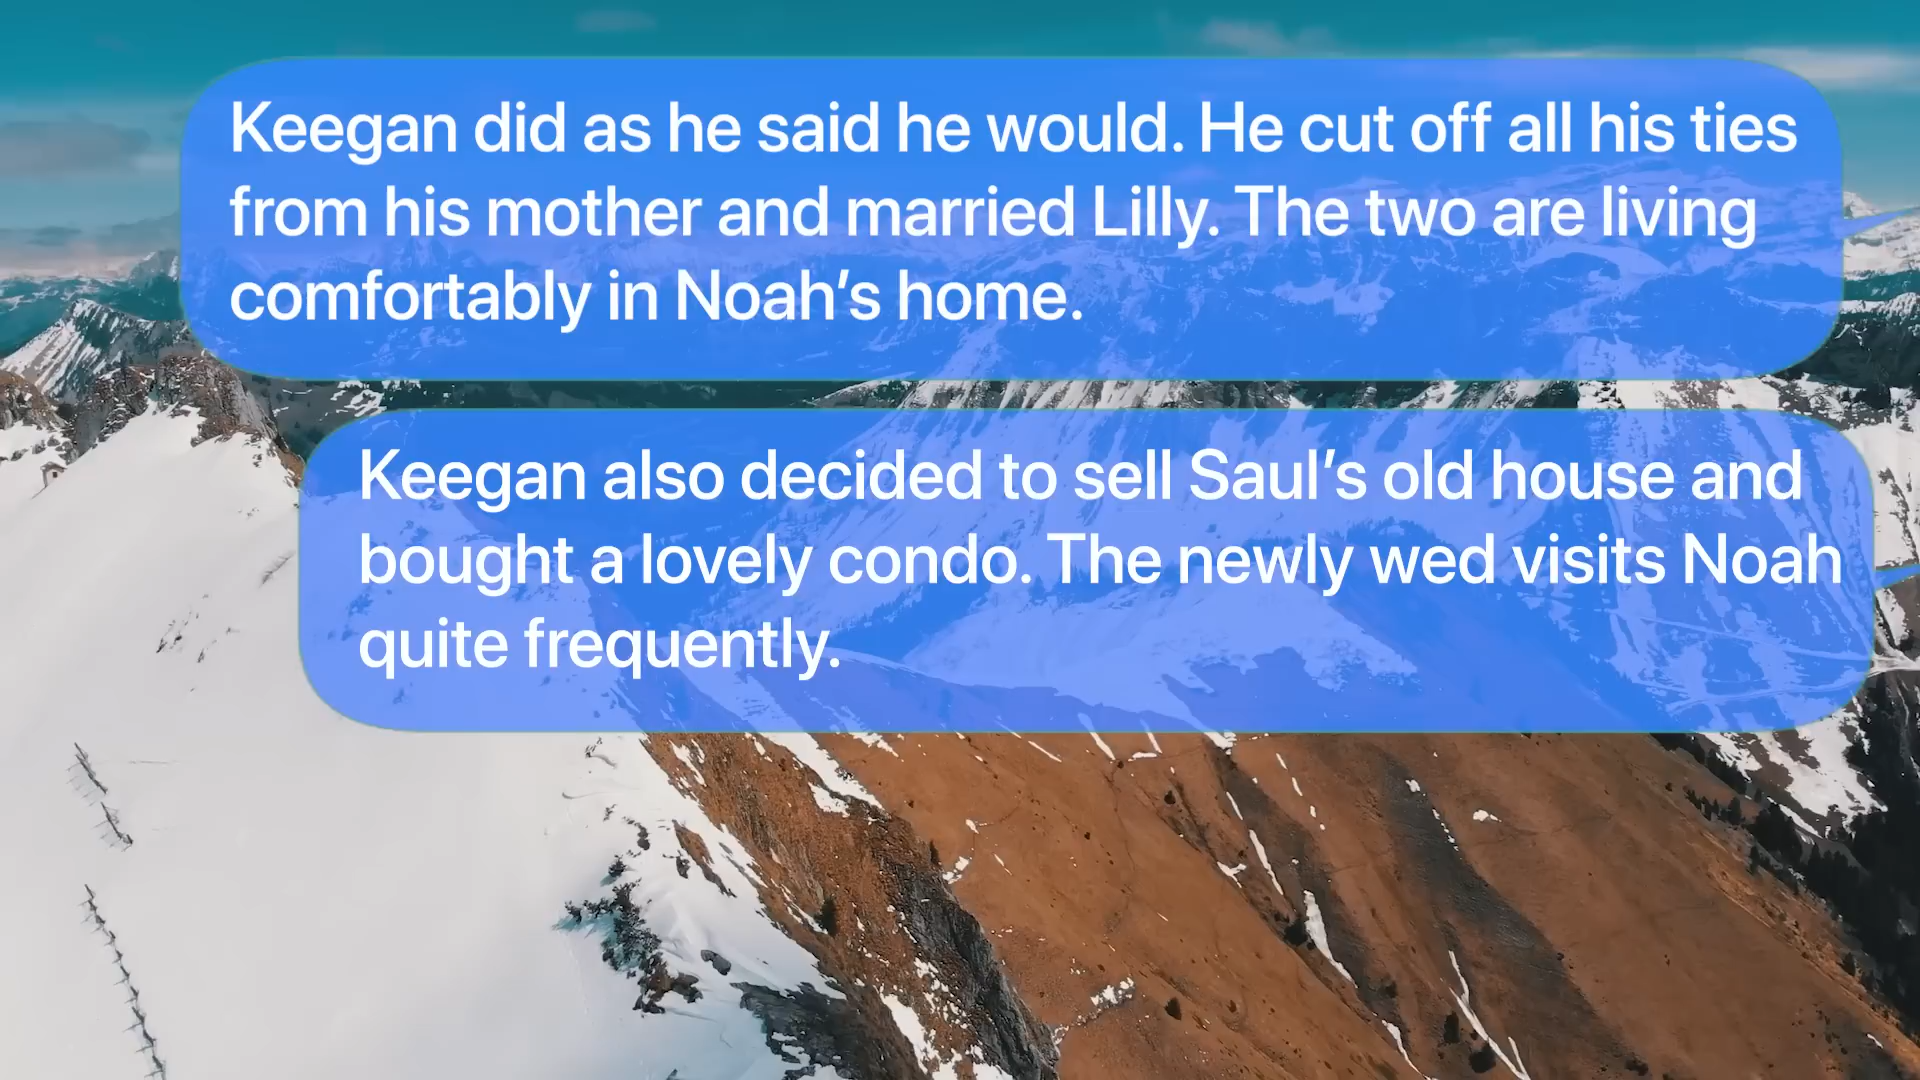 Keegan did as he said he would. He cut off all his ties
from his mother and married Lilly. The two are living
comfortably in Noah’s home.
Keegan also decided to sell Saul’s old house and
bought a lovely condo. The newly wed visits Noah
quite frequently.